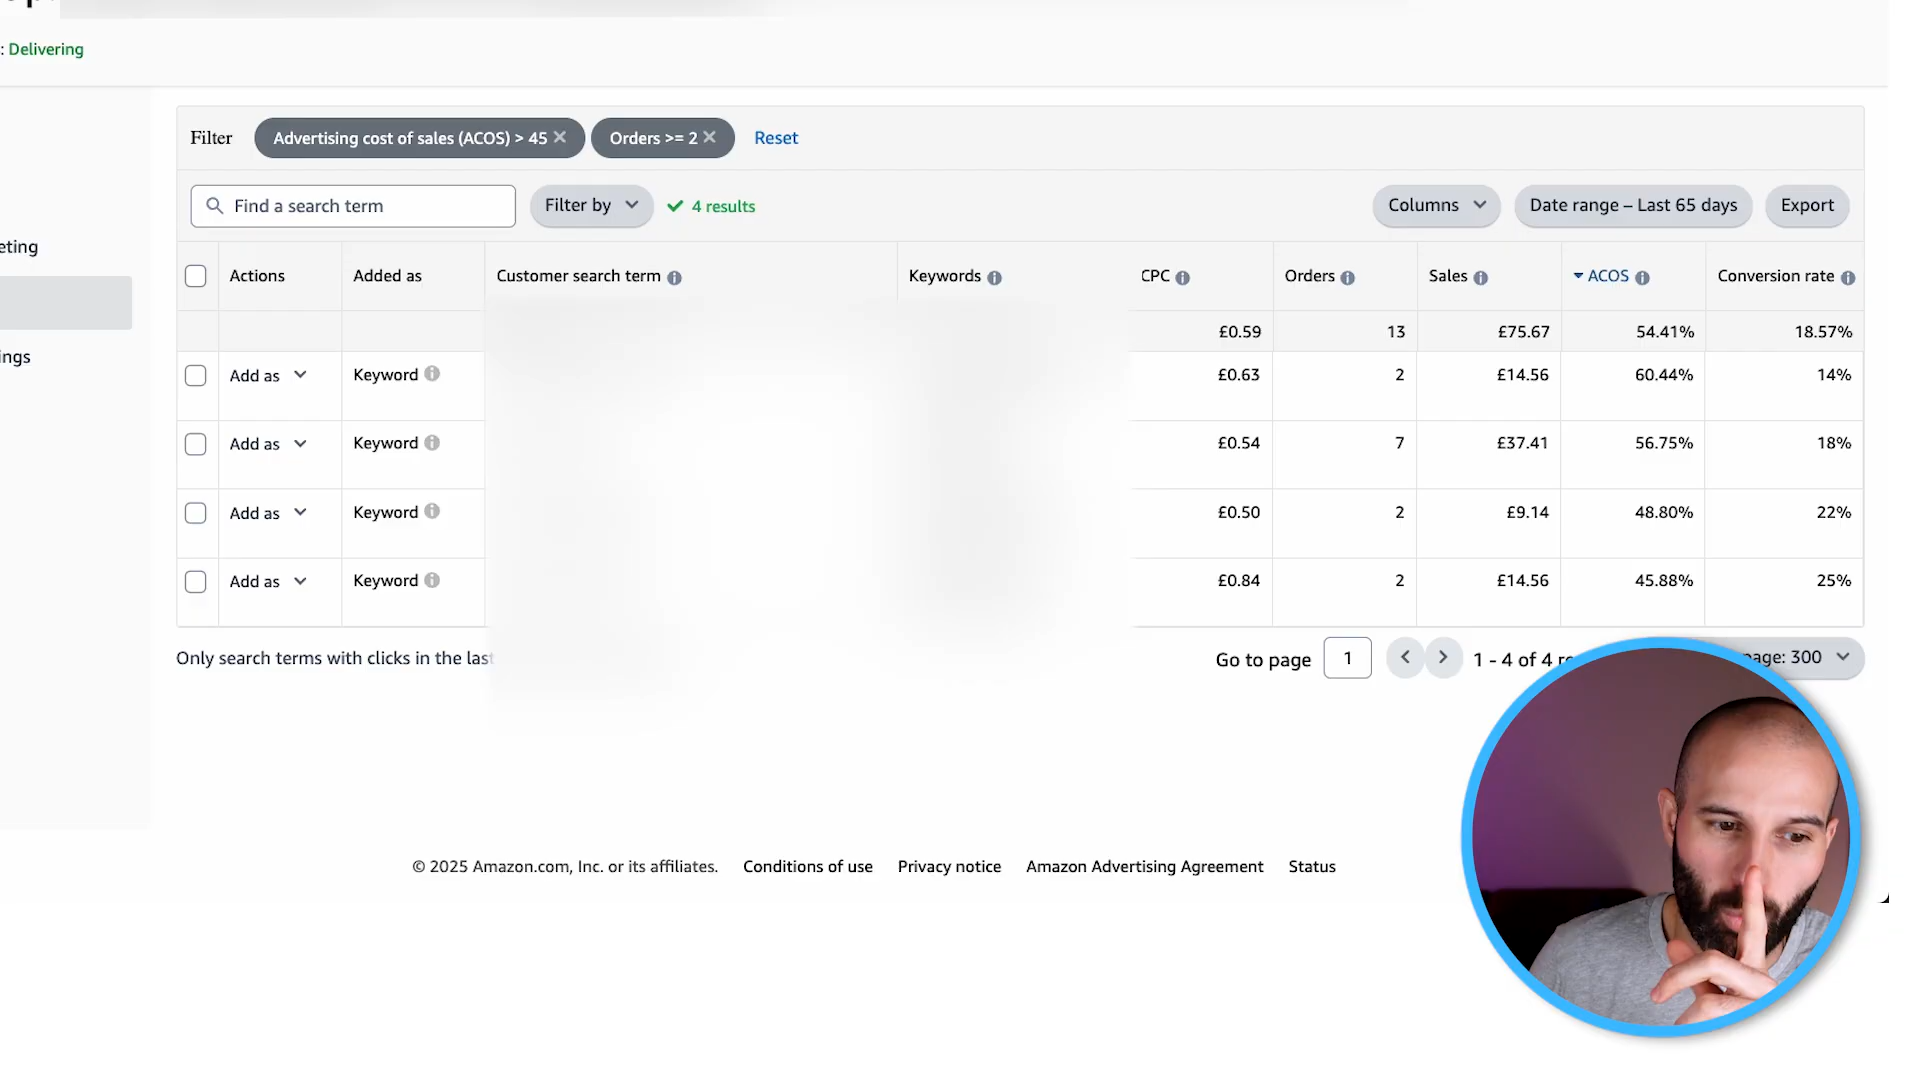 : Delivering
Filter Advertising cost of sales (ACOS) > 45 Orders >= 2 Reset
Find a search term Filter by 4 results Columns Date range – Last 65 days Export
eting
Actions Added as Customer search term Keywords CPC Orders Sales ACOS Conversion rate
£0.59 13 £75.67 54.41% 18.57%
ings
Add as Keyword £0.63 2 £14.56 60.44% 14%
Add as Keyword £0.54 7 £37.41 56.75% 18%
Add as Keyword £0.50 2 £9.14 48.80% 22%
Add as Keyword £0.84 2 £14.56 45.88% 25%
Only search terms with clicks in the last Go to page 1 1 - 4 of 4 page: 300
© 2025 Amazon.com, Inc. or its affiliates. Conditions of use Privacy notice Amazon Advertising Agreement Status